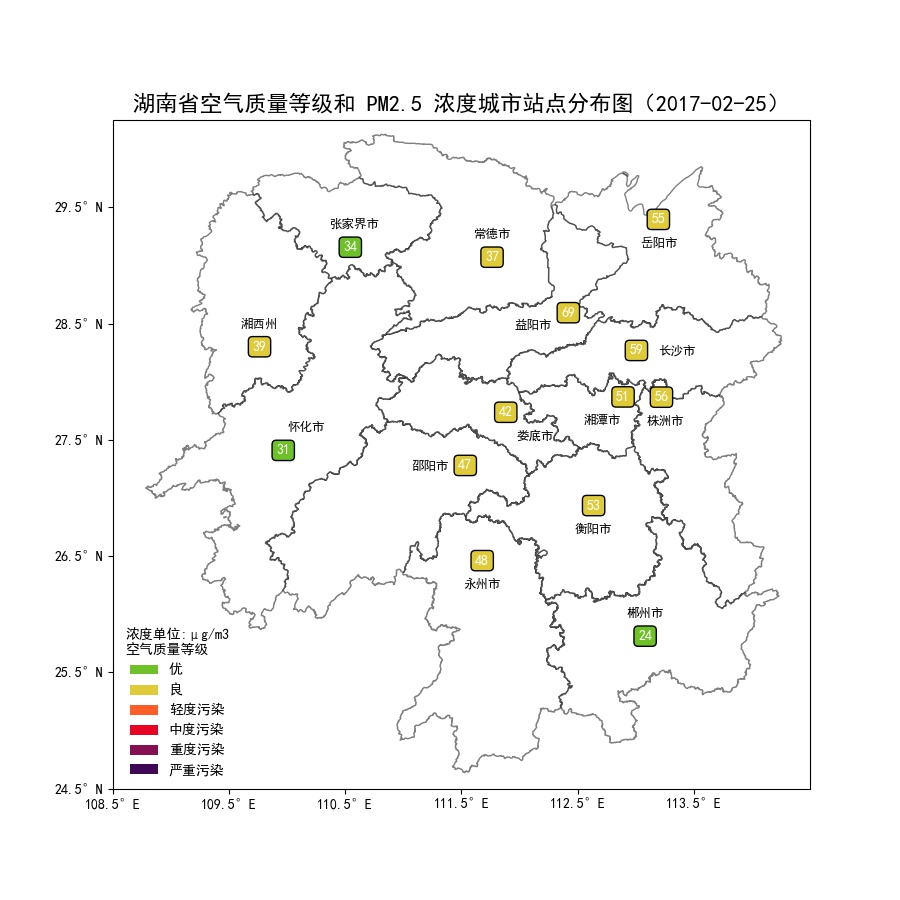 湖南省空气质量等级和 PM2.5 浓度城市站点分布图（2017-02-25）
29.5°N
28.5°N
27.5°N
26.5°N
25.5°N
24.5°N
108.5°E
109.5°E
110.5°E
111.5°E
112.5°E
113.5°E
张家界市
34
常德市
37
55
岳阳市
69
益阳市
湘西州
39
59
长沙市
51
湘潭市
56
株洲市
42
娄底市
怀化市
31
邵阳市
47
53
衡阳市
48
永州市
郴州市
24
浓度单位:μg/m3
空气质量等级
优
良
轻度污染
中度污染
重度污染
严重污染